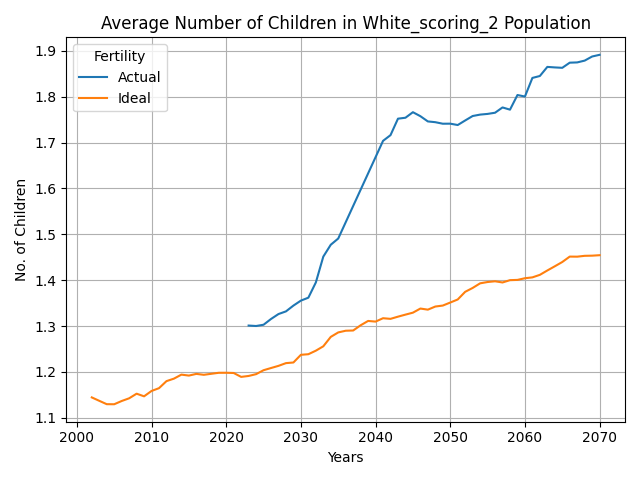 Average Number of Children in White_scoring_2 Population
Fertility
Actual
Ideal
No. of Children
1.9
1.8
1.7
1.6
1.5
1.4
1.3
1.2
1.1
2000 2010 2020 2030 2040 2050 2060 2070
Years